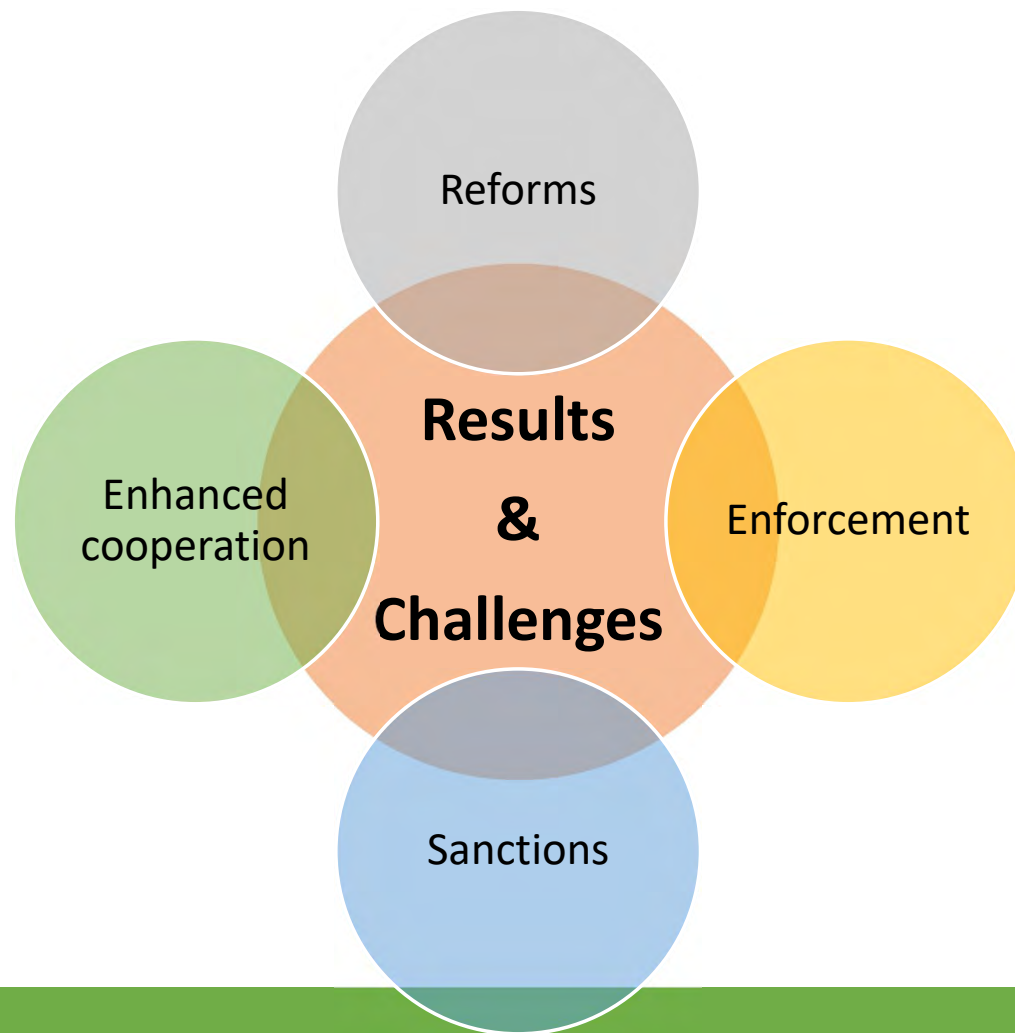 Reforms
Results
&
Challenges
Enhanced
cooperation
Enforcement
Sanctions